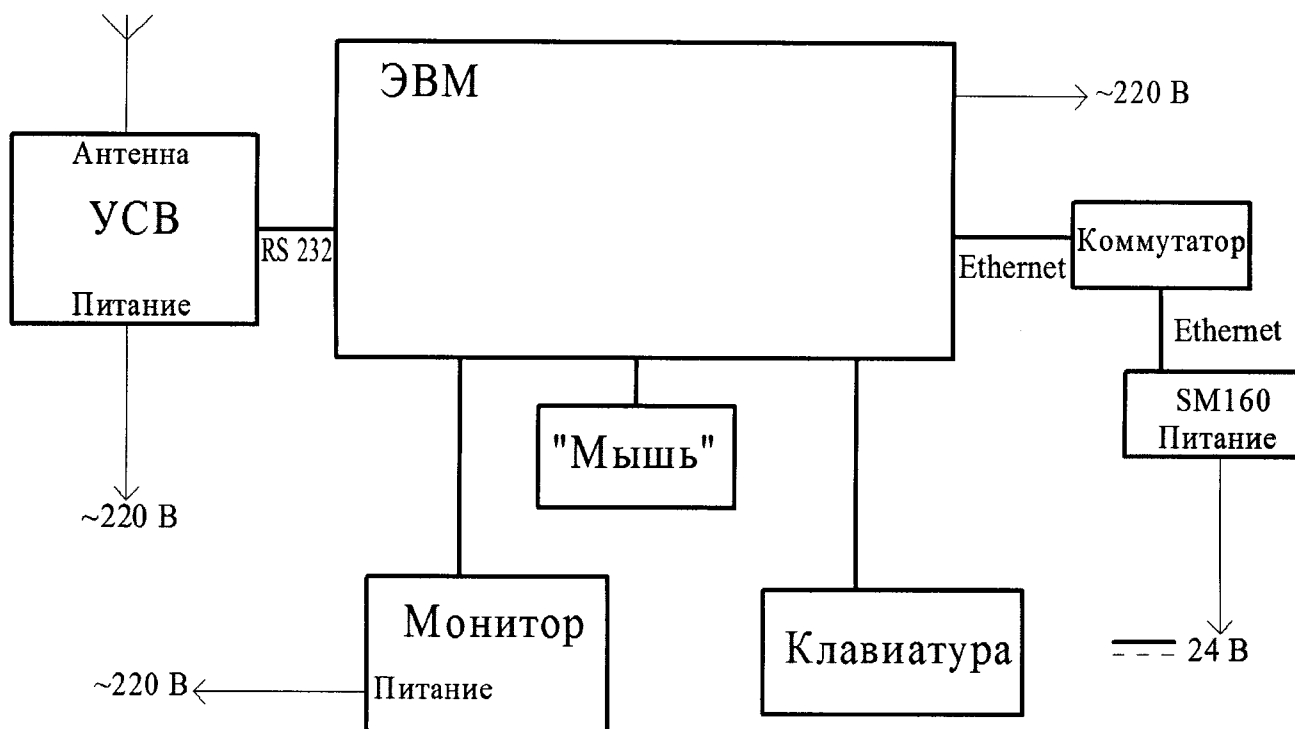 ЭВМ
~220 В
Антенна
УСВ
Питание
RS 232
Ethernet
Коммутатор
Ethernet
SM160
Питание
"Мышь"
~220 В
Монитор
Питание
~220 В
Клавиатура
24 В